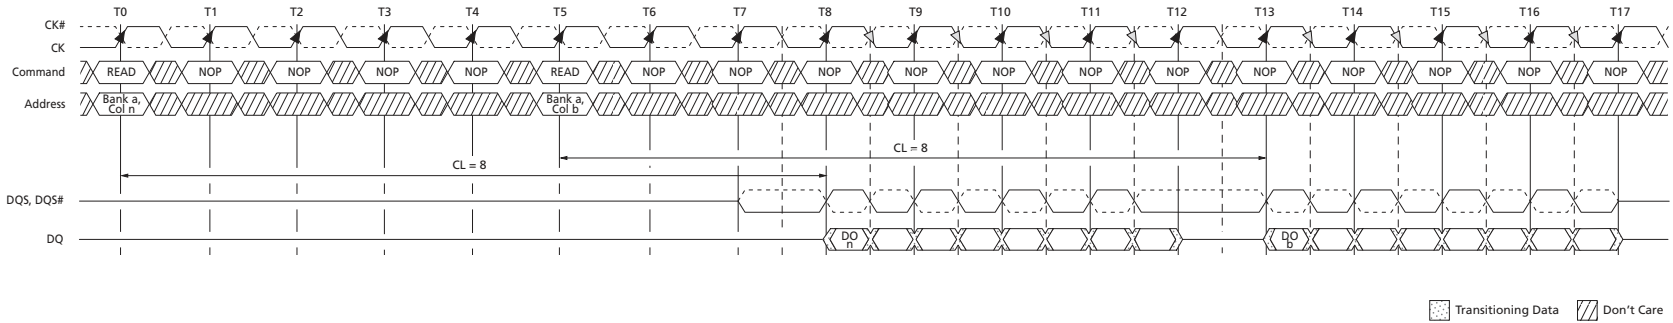 T0 T1 T2 T3 T4 T5 T6 T7 T8 T9 T10 T11 T12 T13 T14 T15 T16 T17
CK#
CK
Command READ NOP NOP NOP NOP READ NOP NOP NOP NOP NOP NOP NOP NOP NOP NOP NOP NOP
Address Bank a, Bank a,
Col n Col b
CL = 8
CL = 8
DQS, DQS#
DQ DO DO
n b
Transitioning Data Don't Care